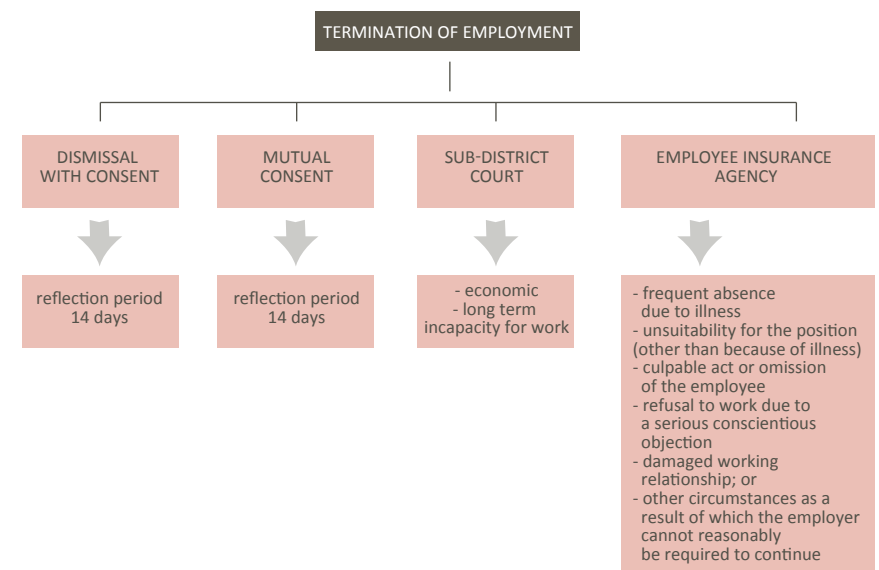 TERMINATION OF EMPLOYMENT
DISMISSAL
WITH CONSENT
MUTUAL
CONSENT
SUB-DISTRICT
COURT
EMPLOYEE INSURANCE
AGENCY
reflection period
14 days
reflection period
14 days
- economic
- long term
incapacity for work
- frequent absence
due to illness
- unsuitability for the position
(other than because of illness)
- culpable act or omission
of the employee
- refusal to work due to
a serious conscientious
objection
- damaged working
relationship; or
- other circumstances as a
result of which the employer
cannot reasonably
be required to continue